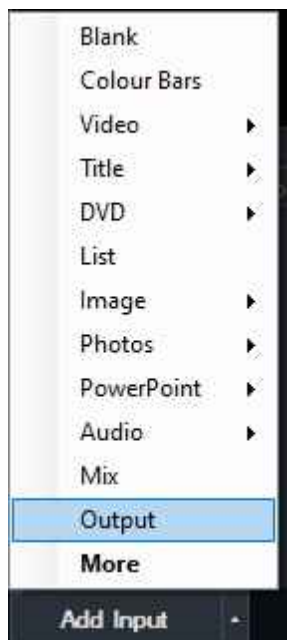 Blank
Colour Bars
Video
Title
DVD
List
Image
Photos
PowerPoint
Audio
Mix
Output
More
Add Input